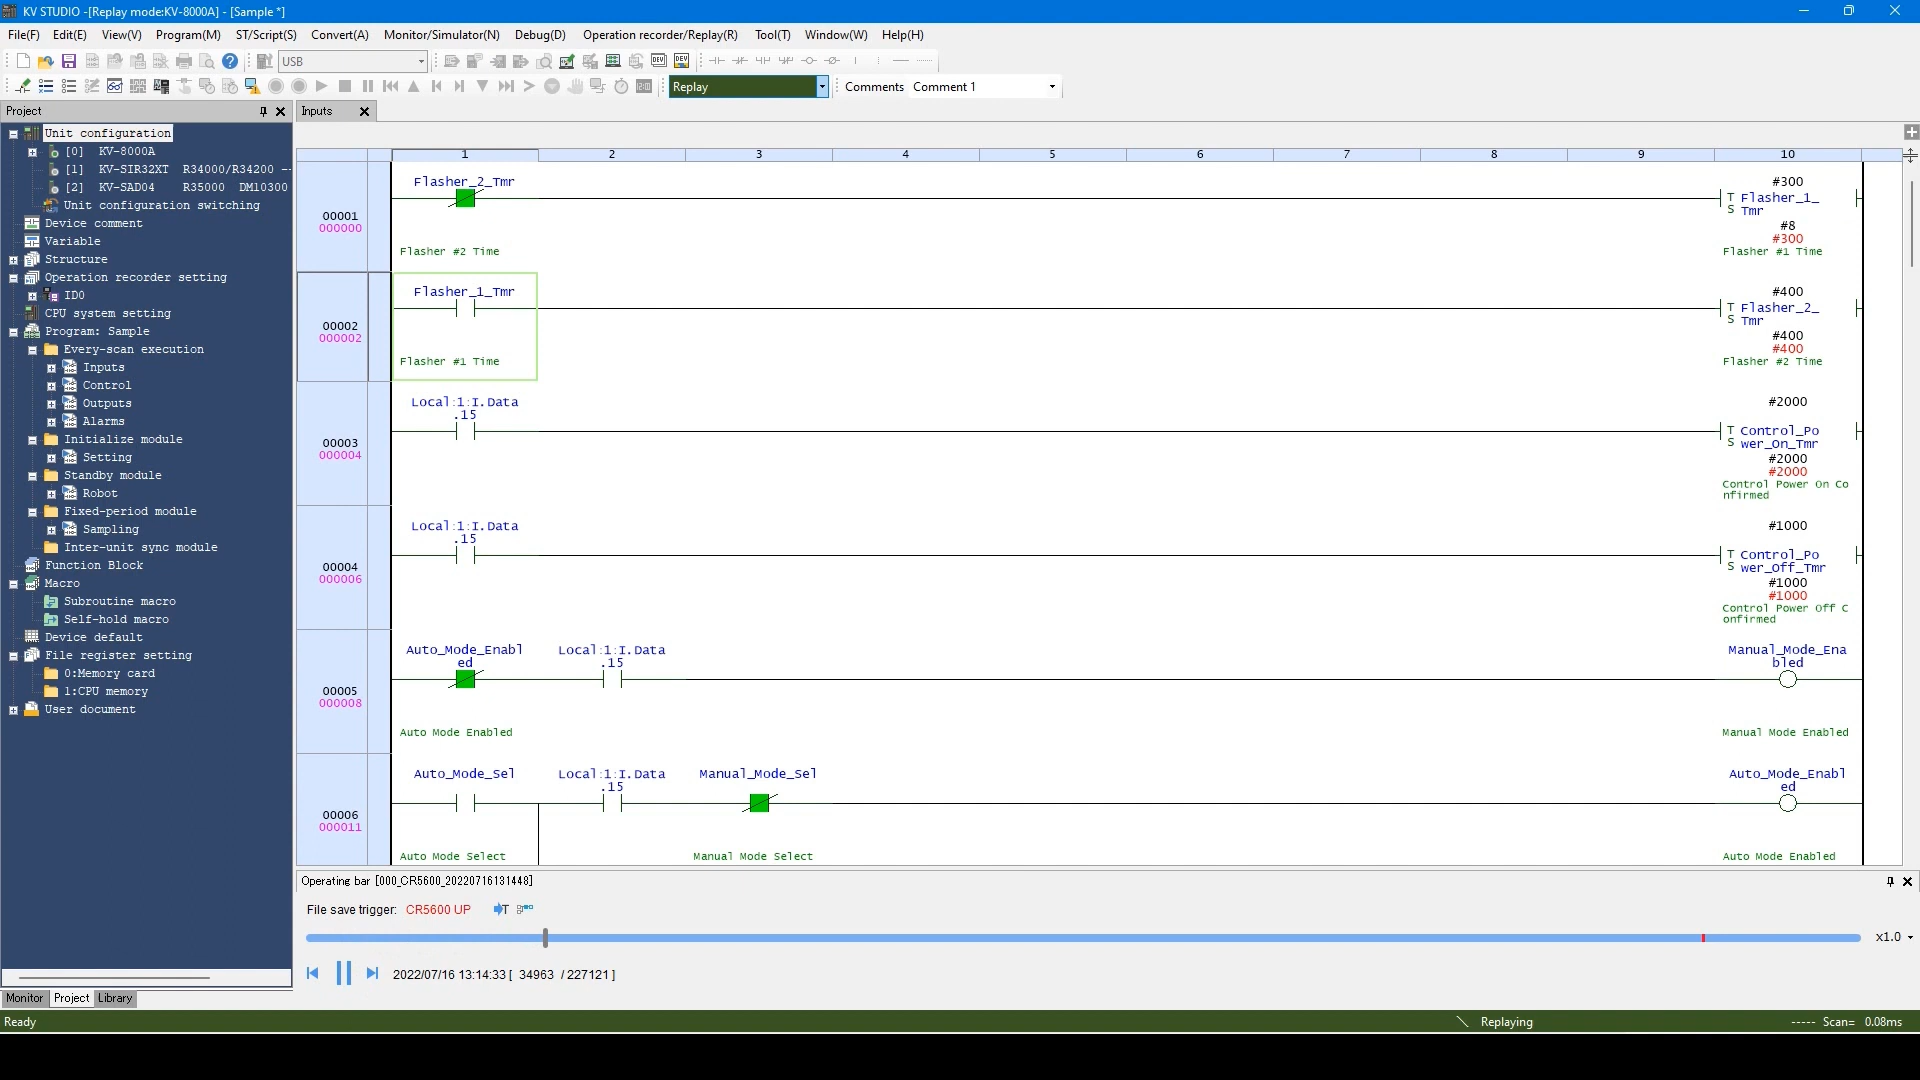 KV STUDIO -[Replay mode:KV-8000A] - [Sample *]
File(F) Edit(E) View(V) Program(M) ST/Script(S) Convert(A) Monitor/Simulator(N) Debug(D) Operation recorder/Replay(R) Tool(T) Window(W) Help(H)
USB
Replay Comments Comment 1
Project
Unit configuration
[0] KV-8000A
[1] KV-SIR32XT R34000/R34200 --
[2] KV-SAD04 R35000 DM10300
Unit configuration switching
Device comment
Variable
Structure
Operation recorder setting
ID0
CPU system setting
Program: Sample
Every-scan execution
Inputs
Control
Outputs
Alarms
Initialize module
Setting
Standby module
Robot
Fixed-period module
Sampling
Inter-unit sync module
Function Block
Macro
Subroutine macro
Self-hold macro
Device default
File register setting
0:Memory card
1:CPU memory
User document
Monitor Project Library
Inputs
1 2 3 4 5 6 7 8 9 10
Flasher_2_Tmr #300
00001 T Flasher_1_
000000 S Tmr
#8
#300
Flasher #2 Time Flasher #1 Time
Flasher_1_Tmr #400
00002 T Flasher_2_
000002 S Tmr
#400
#400
Flasher #1 Time Flasher #2 Time
Local:1:I.Data #2000
.15
00003 T Control_Po
000004 S wer_On_Tmr
#2000
#2000
Control Power On Co
nfirmed
Local:1:I.Data #1000
.15
00004 T Control_Po
000006 S wer_Off_Tmr
#1000
#1000
Control Power Off C
onfirmed
Auto_Mode_Enabl Local:1:I.Data Manual_Mode_Ena
ed .15 bled
00005
000008
Auto Mode Enabled Manual Mode Enabled
Auto_Mode_Sel Local:1:I.Data Manual_Mode_Sel Auto_Mode_Enabl
.15 ed
00006
000011
Auto Mode Select Manual Mode Select Auto Mode Enabled
Operating bar [000_CR5600_20220716131448]
File save trigger: CR5600 UP T
x1.0
2022/07/16 13:14:33 [ 34963 / 227121 ]
Ready Replaying ----- Scan= 0.08ms